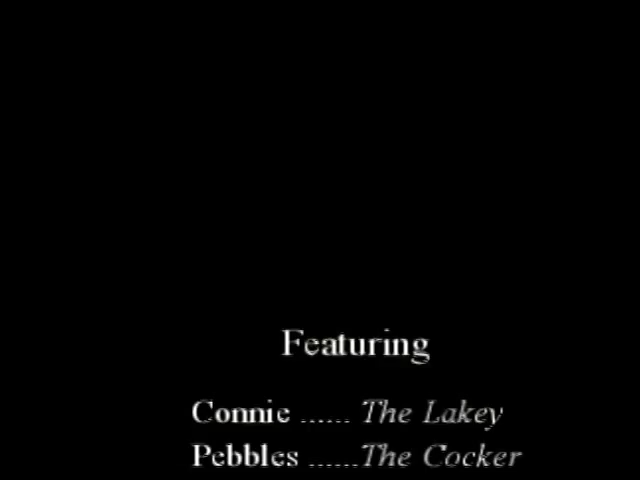 Featuring
Connie ...... The Lakey
Pebbles ......The Cocker